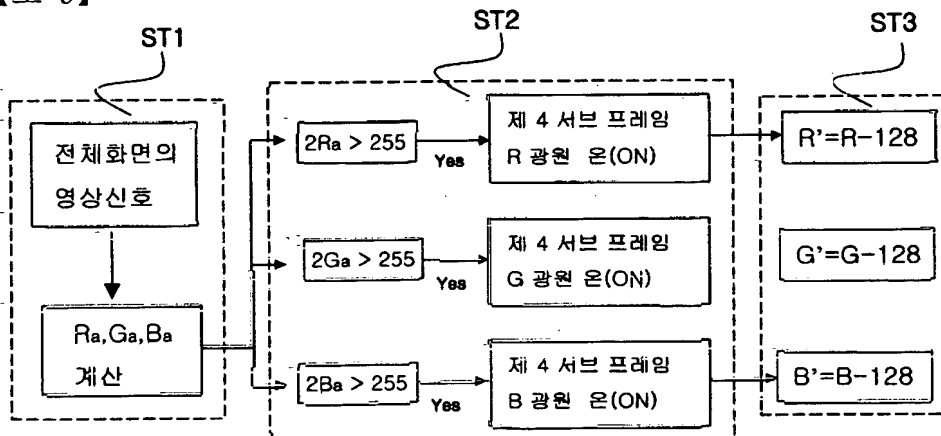 ST1
ST2
ST3
전체화면의
영상신호
Ra,Ga,Ba
계산
2Ra > 255
Yes
제 4 서브 프레임
R 광원 온(ON)
R'=R-128
2Ga > 255
Yes
제 4 서브 프레임
G 광원 온(ON)
G'=G-128
2Ba > 255
Yes
제 4 서브 프레임
B 광원 온(ON)
B'=B-128